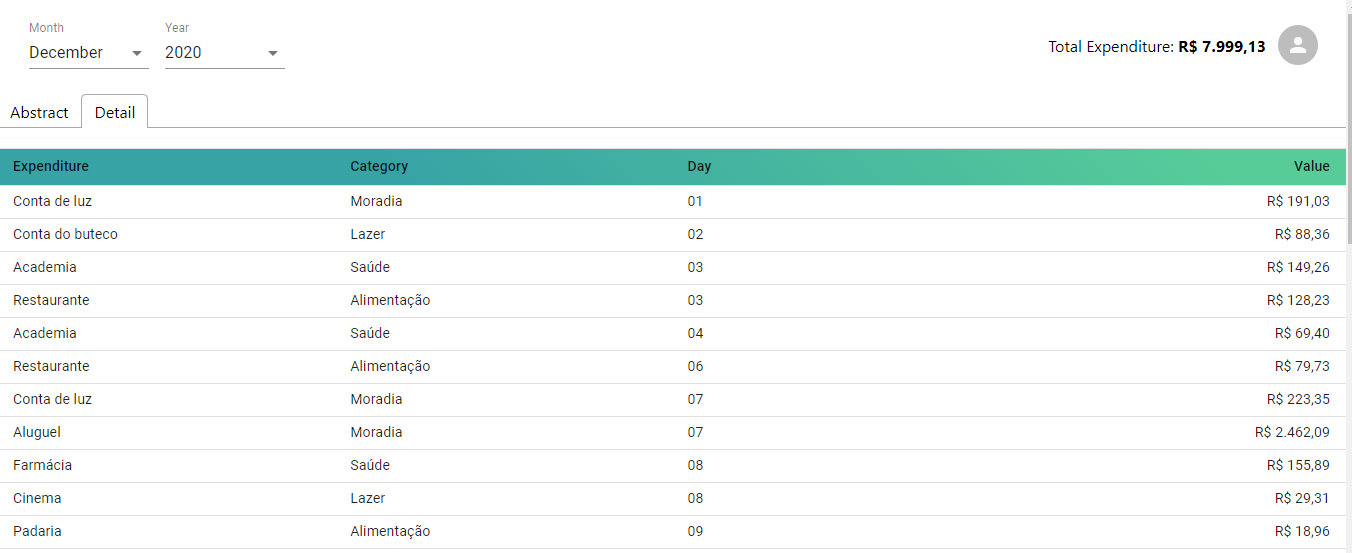 Month Year
December 2020
Total Expenditure: R$ 7.999,13
Abstract Detail
Expenditure Category Day Value
Conta de luz Moradia 01 R$ 191,03
Conta do buteco Lazer 02 R$ 88,36
Academia Saúde 03 R$ 149,26
Restaurante Alimentação 03 R$ 128,23
Academia Saúde 04 R$ 69,40
Restaurante Alimentação 06 R$ 79,73
Conta de luz Moradia 07 R$ 223,35
Aluguel Moradia 07 R$ 2.462,09
Farmácia Saúde 08 R$ 155,89
Cinema Lazer 08 R$ 29,31
Padaria Alimentação 09 R$ 18,96